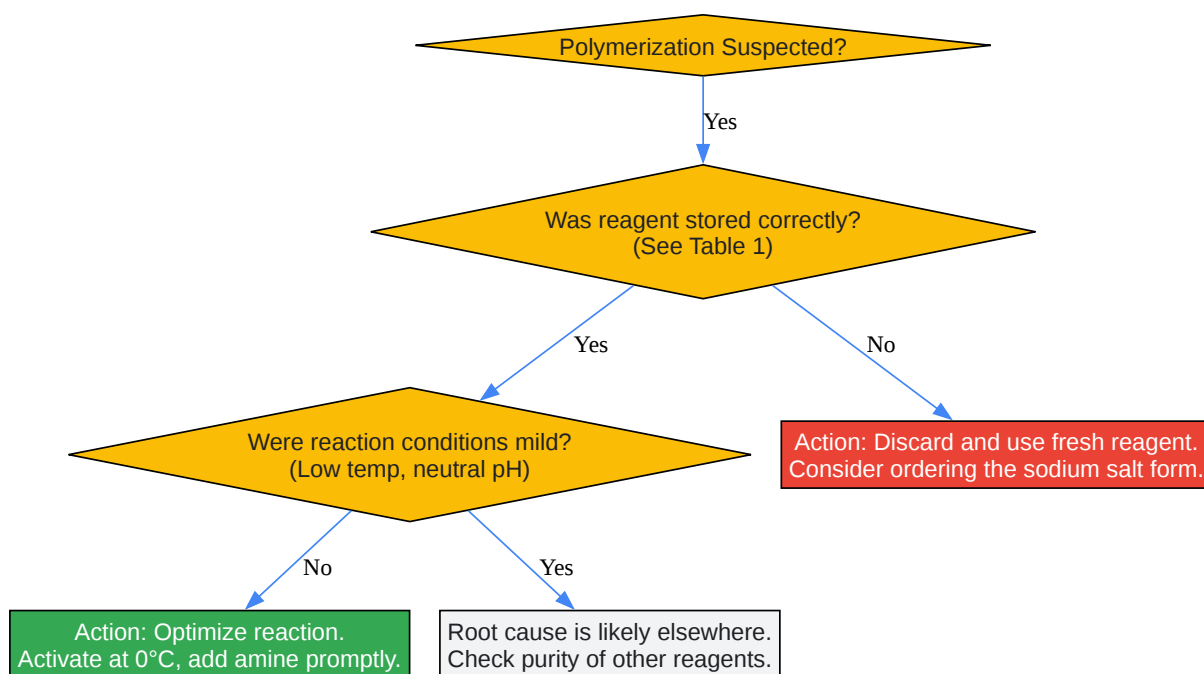 Polymerization Suspected?
Yes
Was reagent stored correctly?
(See Table 1)
Yes
No
Were reaction conditions mild?
(Low temp, neutral pH)
Action: Discard and use fresh reagent.
Consider ordering the sodium salt form.
No
Yes
Action: Optimize reaction.
Activate at 0°C, add amine promptly.
Root cause is likely elsewhere.
Check purity of other reagents.